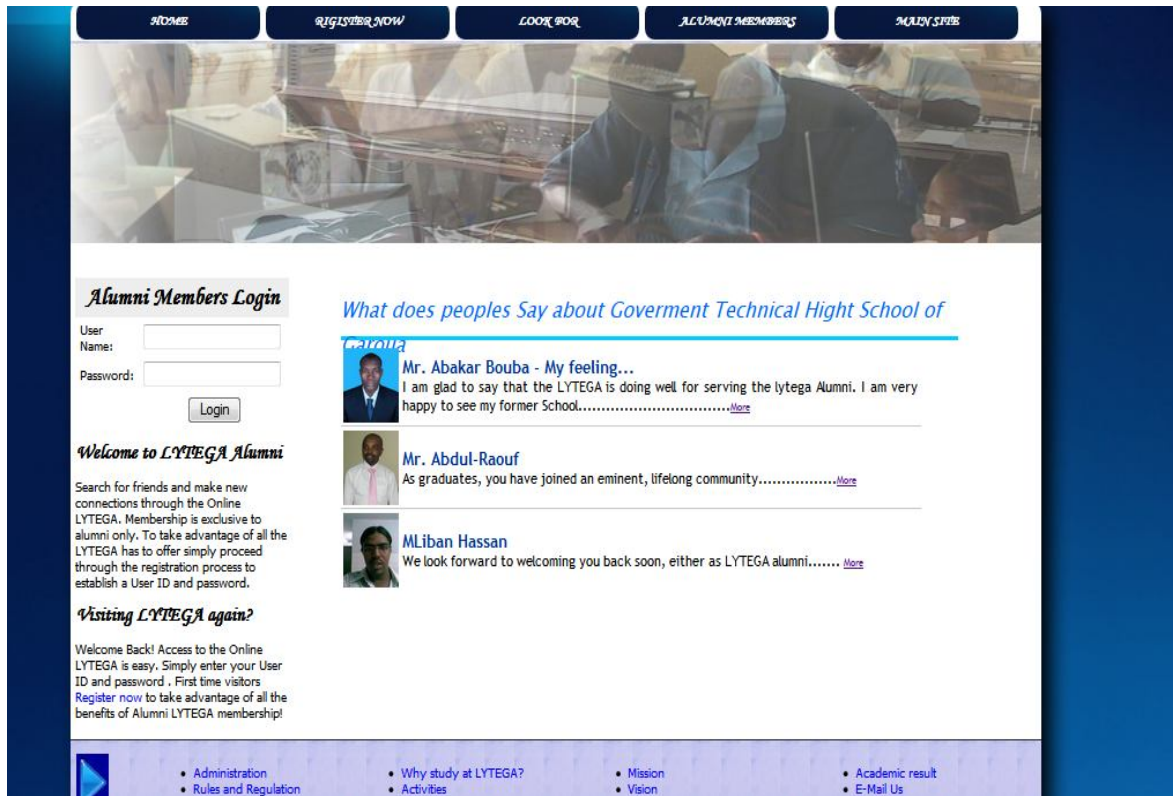 HOME
RIGISTER NOW
LOOK FOR
ALUMNI MEMBERS
MAIN SITE
Alumni Members Login
User
Name:
Password:
Login
Welcome to LYTEGA Alumni
Search for friends and make new
connections through the Online
LYTEGA. Membership is exclusive to
alumni only. To take advantage of all the
LYTEGA has to offer simply proceed
through the registration process to
establish a User ID and password.
Visiting LYTEGA again?
Welcome Back! Access to the Online
LYTEGA is easy. Simply enter your User
ID and password . First time visitors
Register now to take advantage of all the
benefits of Alumni LYTEGA membership!
What does peoples Say about Goverment Technical Hight School of
Garoua
Mr. Abakar Bouba - My feeling...
I am glad to say that the LYTEGA is doing well for serving the lytega Alumni. I am very
happy to see my former School..................................More
Mr. Abdul-Raouf
As graduates, you have joined an eminent, lifelong community.................More
MLiban Hassan
We look forward to welcoming you back soon, either as LYTEGA alumni....... More
Administration
Rules and Regulation
Why study at LYTEGA?
Activities
Mission
Vision
Academic result
E-Mail Us